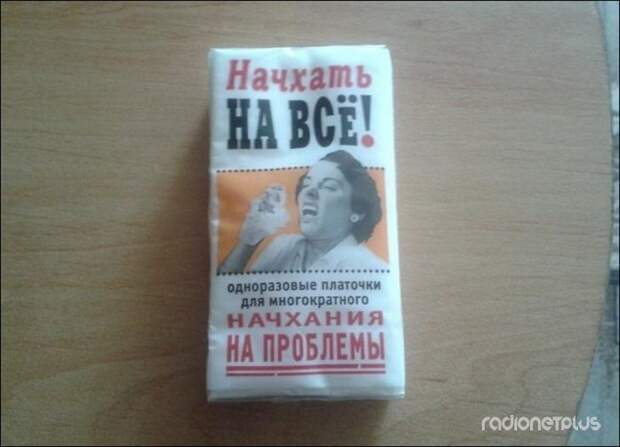 Начхать
НА ВСЁ!
одноразовые платочки
для многократного
НАЧХАНИЯ
НА ПРОБЛЕМЫ
radionetplus